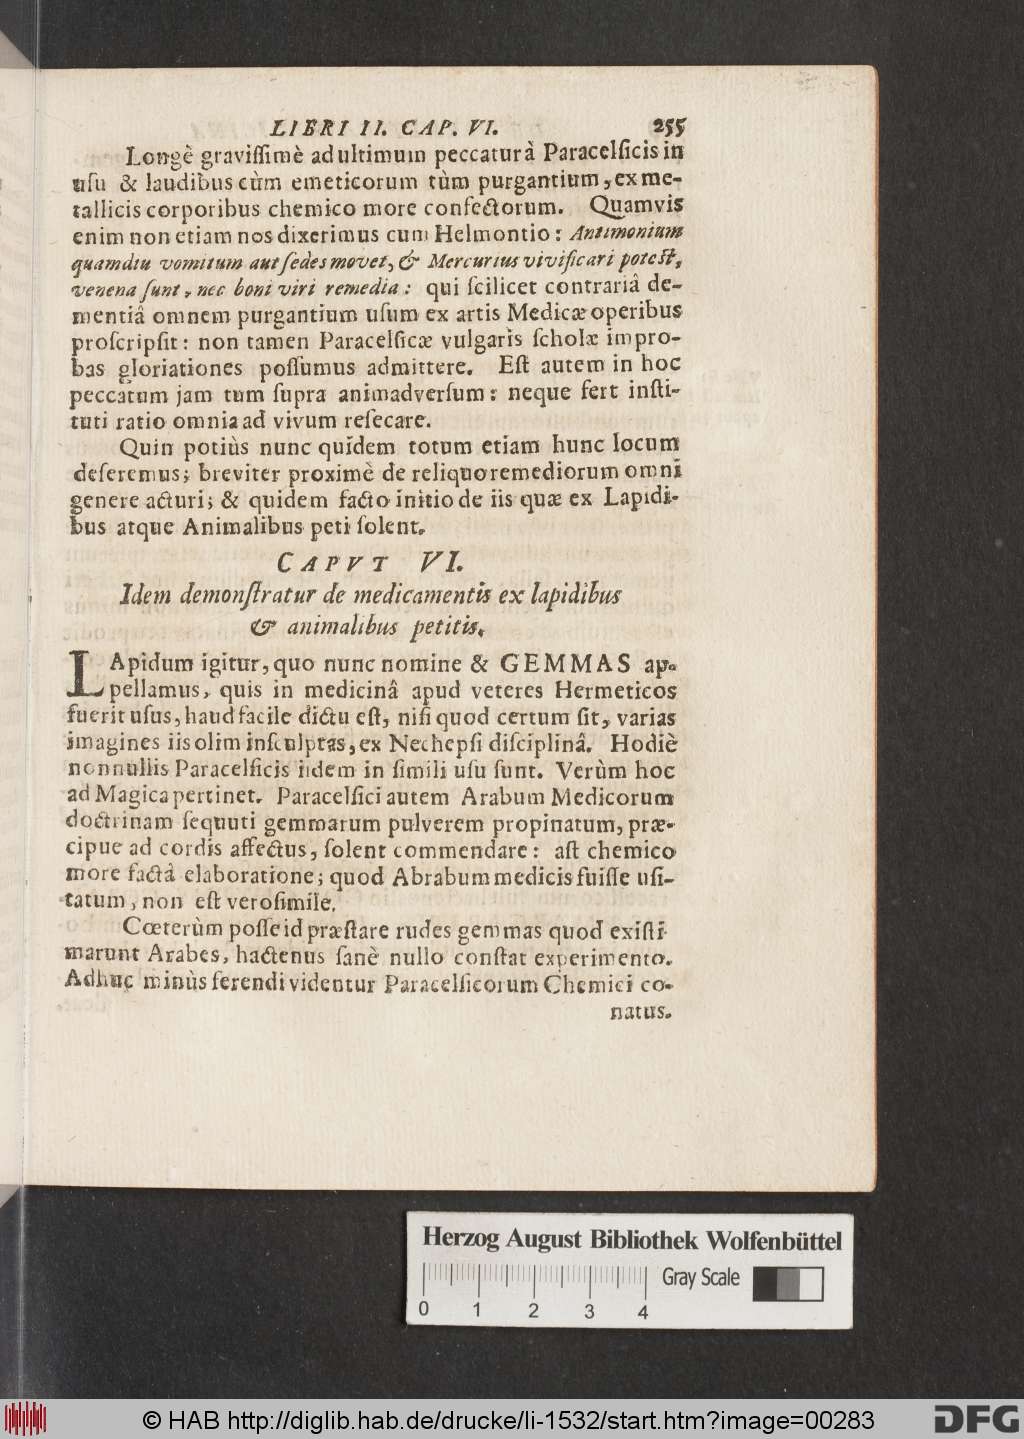 LIBRI II. CAP. VI. 255
Longè gravissimè ad ultimum peccatur â Paracelsicis in
usu & laudibus cùm emeticorum tùm purgantium, ex me-
tallicis corporibus chemico more confectorum. Quamvis
enim non etiam nos dixerimus cum Helmontio: Antimonium
quamdiu vomitum aut sedes movet, & Mercurius vivificari potest,
venena sunt, nec boni viri remedia: qui scilicet contrariâ de-
mentiâ omnem purgantium usum ex artis Medicæ operibus
proscripsit: non tamen Paracelsicæ vulgaris scholæ impro-
bas gloriationes possumus admittere. Est autem in hoc
peccatum jam tum supra animadversum: neque fert insti-
tuti ratio omnia ad vivum resecare.
Quin potiùs nunc quidem totum etiam hunc locum
deseremus; breviter proximè de reliquo remediorum omni
genere acturi; & quidem facto initio de iis quæ ex Lapidi-
bus atque Animalibus peti solent.
CAPVT VI.
Idem demonstratur de medicamentis ex lapidibus
& animalibus petitis.
LApidum igitur, quo nunc nomine & GEMMAS ap-
pellamus, quis in medicinâ apud veteres Hermeticos
fuerit usus, haud facile dictu est, nisi quod certum sit, varias
imagines iis olim insculptas, ex Nechepsi disciplinâ. Hodiè
nonnullis Paracelsicis iidem in simili usu sunt. Verùm hoc
ad Magica pertinet. Paracelsici autem Arabum Medicorum
doctrinam sequuti gemmarum pulverem propinatum, præ-
cipue ad cordis affectus, solent commendare: ast chemico
more factâ elaboratione; quod Abrabum medicis fuisse usi-
tatum, non est verosimile.
Cœterùm posse id præstare rudes gemmas quod existi
marunt Arabes, hactenus sanè nullo constat experimento.
Adhuc minùs ferendi videntur Paracelsicorum Chemici co-
natus.
Herzog August Bibliothek Wolfenbüttel
Gray Scale
0 1 2 3 4
© HAB http://diglib.hab.de/drucke/li-1532/start.htm?image=00283
DFG